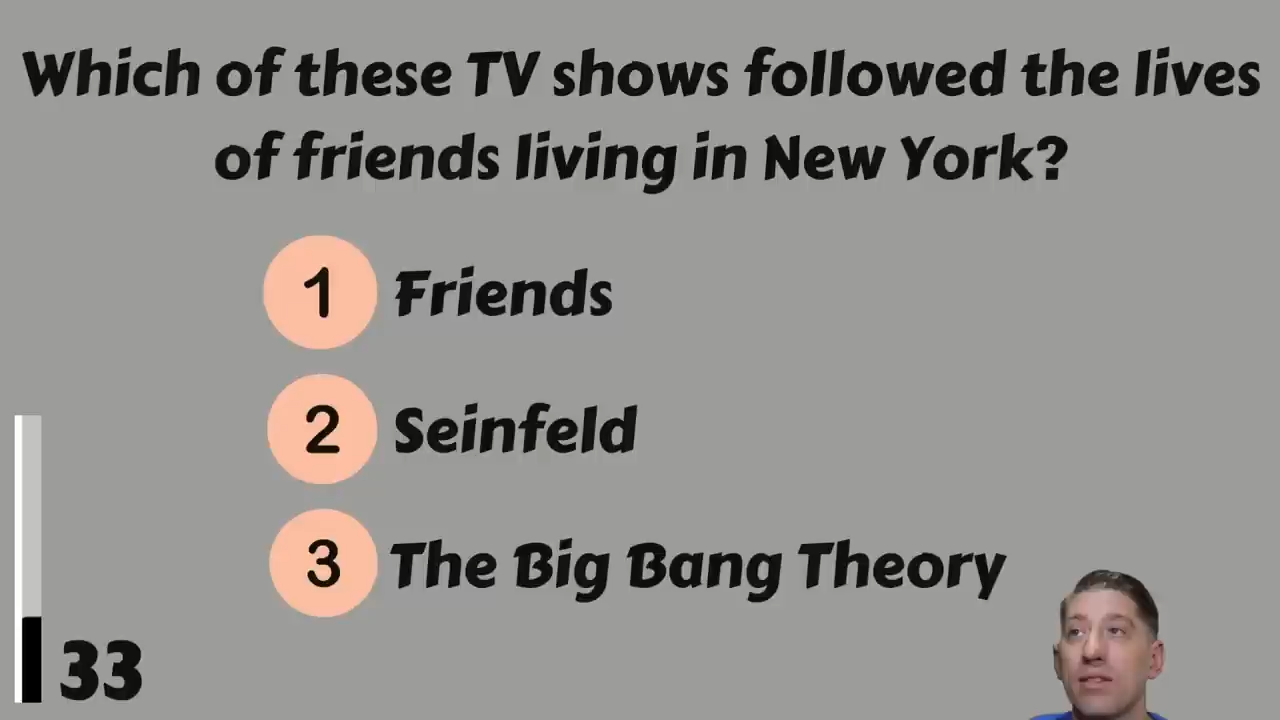 Which of these TV shows followed the lives
of friends living in New York?
1 Friends
2 Seinfeld
3 The Big Bang Theory
33